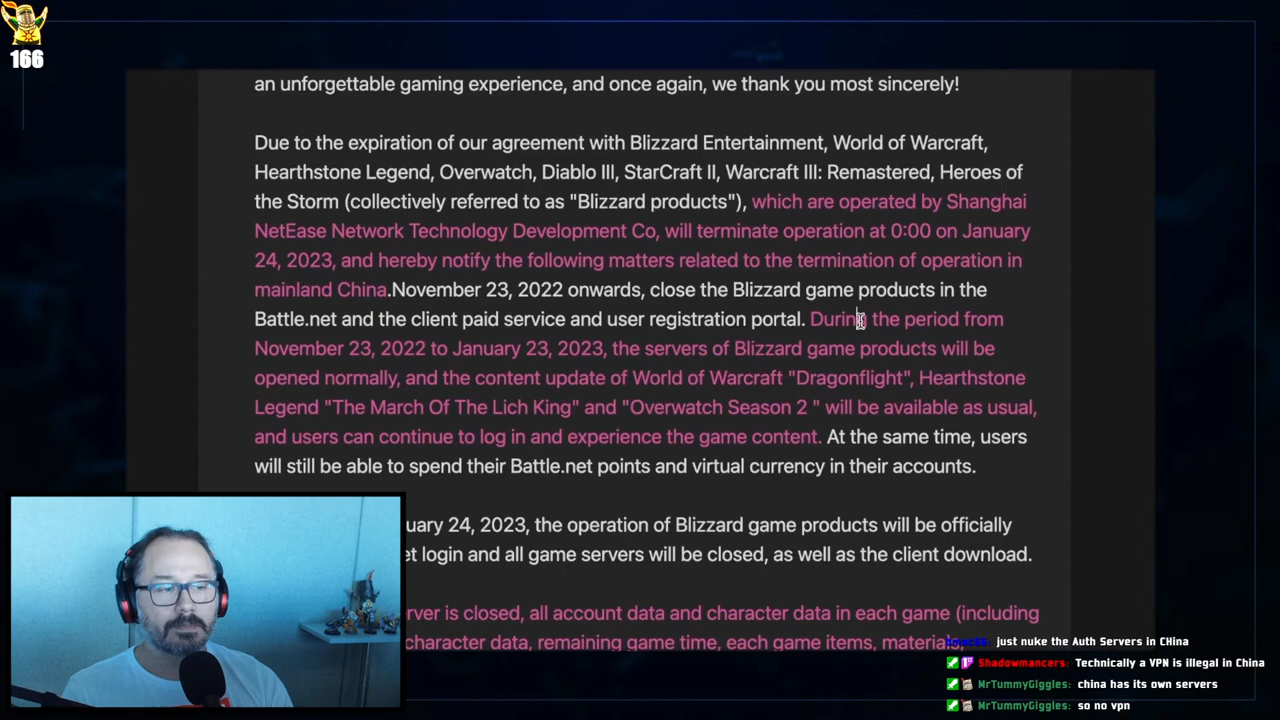 166
an unforgettable gaming experience, and once again, we thank you most sincerely!
Due to the expiration of our agreement with Blizzard Entertainment, World of Warcraft,
Hearthstone Legend, Overwatch, Diablo III, StarCraft II, Warcraft III: Remastered, Heroes of
the Storm (collectively referred to as "Blizzard products"), which are operated by Shanghai
NetEase Network Technology Development Co, will terminate operation at 0:00 on January
24, 2023, and hereby notify the following matters related to the termination of operation in
mainland China.November 23, 2022 onwards, close the Blizzard game products in the
Battle.net and the client paid service and user registration portal. During the period from
November 23, 2022 to January 23, 2023, the servers of Blizzard game products will be
opened normally, and the content update of World of Warcraft "Dragonflight", Hearthstone
Legend "The March Of The Lich King" and "Overwatch Season 2 " will be available as usual,
and users can continue to log in and experience the game content. At the same time, users
will still be able to spend their Battle.net points and virtual currency in their accounts.
uary 24, 2023, the operation of Blizzard game products will be officially
et login and all game servers will be closed, as well as the client download.
rver is closed, all account data and character data in each game (including
character data, remaining game time, each game items, materials,
just nuke the Auth Servers in CHina
Shadowmancers: Technically a VPN is illegal in China
MrTummyGiggles: china has its own servers
MrTummyGiggles: so no vpn